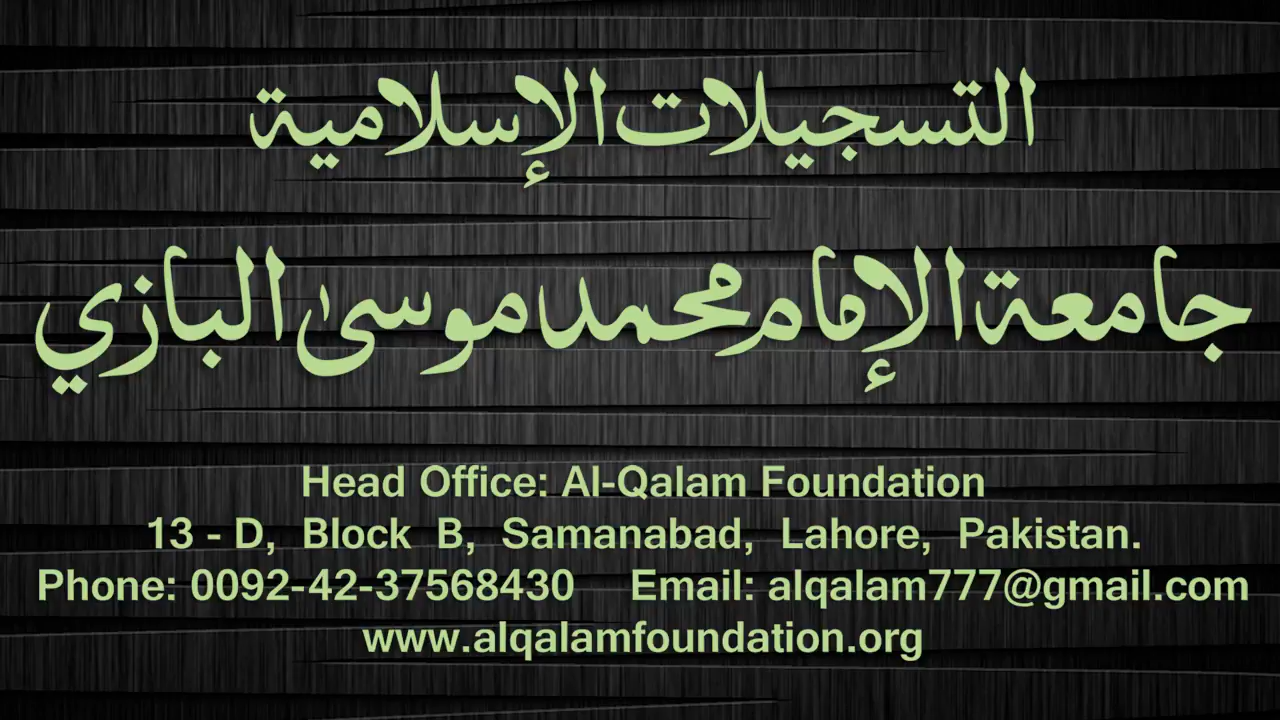 التسجيلات الإسلامية
جامعة الإمام محمد موسىٰ البازي
Head Office: Al-Qalam Foundation
13 - D, Block B, Samanabad, Lahore, Pakistan.
Phone: 0092-42-37568430 Email: alqalam777@gmail.com
www.alqalamfoundation.org